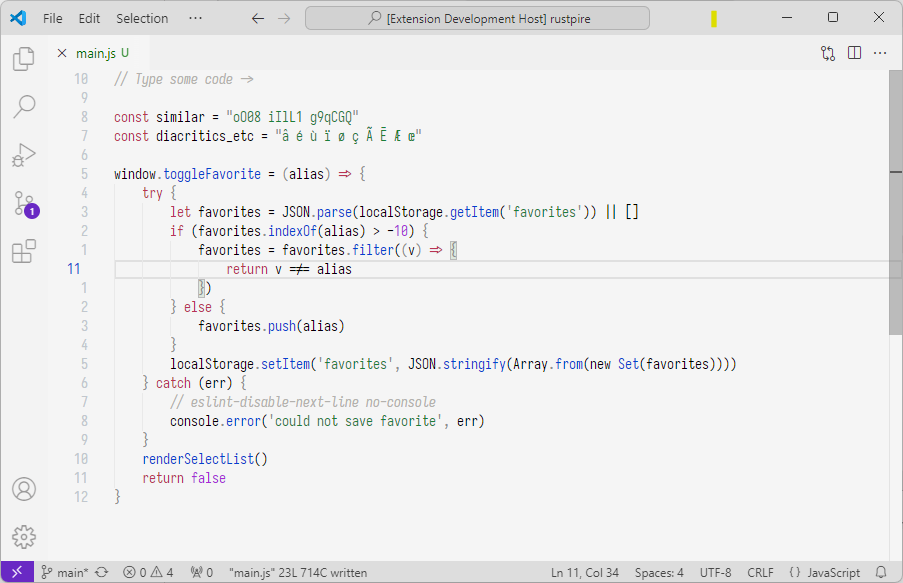 File Edit Selection ··· [Extension Development Host] rustpire
main.js U
10 // Type some code ->
9
8 const similar = "oO08 iIlL1 g9qCGQ"
7 const diacritics_etc = "â é ù ï ø ç Ã Ē Æ œ"
6
5 window.toggleFavorite = (alias) => {
4 try {
3 let favorites = JSON.parse(localStorage.getItem('favorites')) || []
2 if (favorites.indexOf(alias) > -10) {
1 favorites = favorites.filter((v) => {
11 return v !== alias
1 })
2 } else {
3 favorites.push(alias)
4 }
5 localStorage.setItem('favorites', JSON.stringify(Array.from(new Set(favorites))))
6 } catch (err) {
7 // eslint-disable-next-line no-console
8 console.error('could not save favorite', err)
9 }
10 renderSelectList()
11 return false
12 }
1
main* 0 4 0 "main.js" 23L 714C written Ln 11, Col 34 Spaces: 4 UTF-8 CRLF {} JavaScript